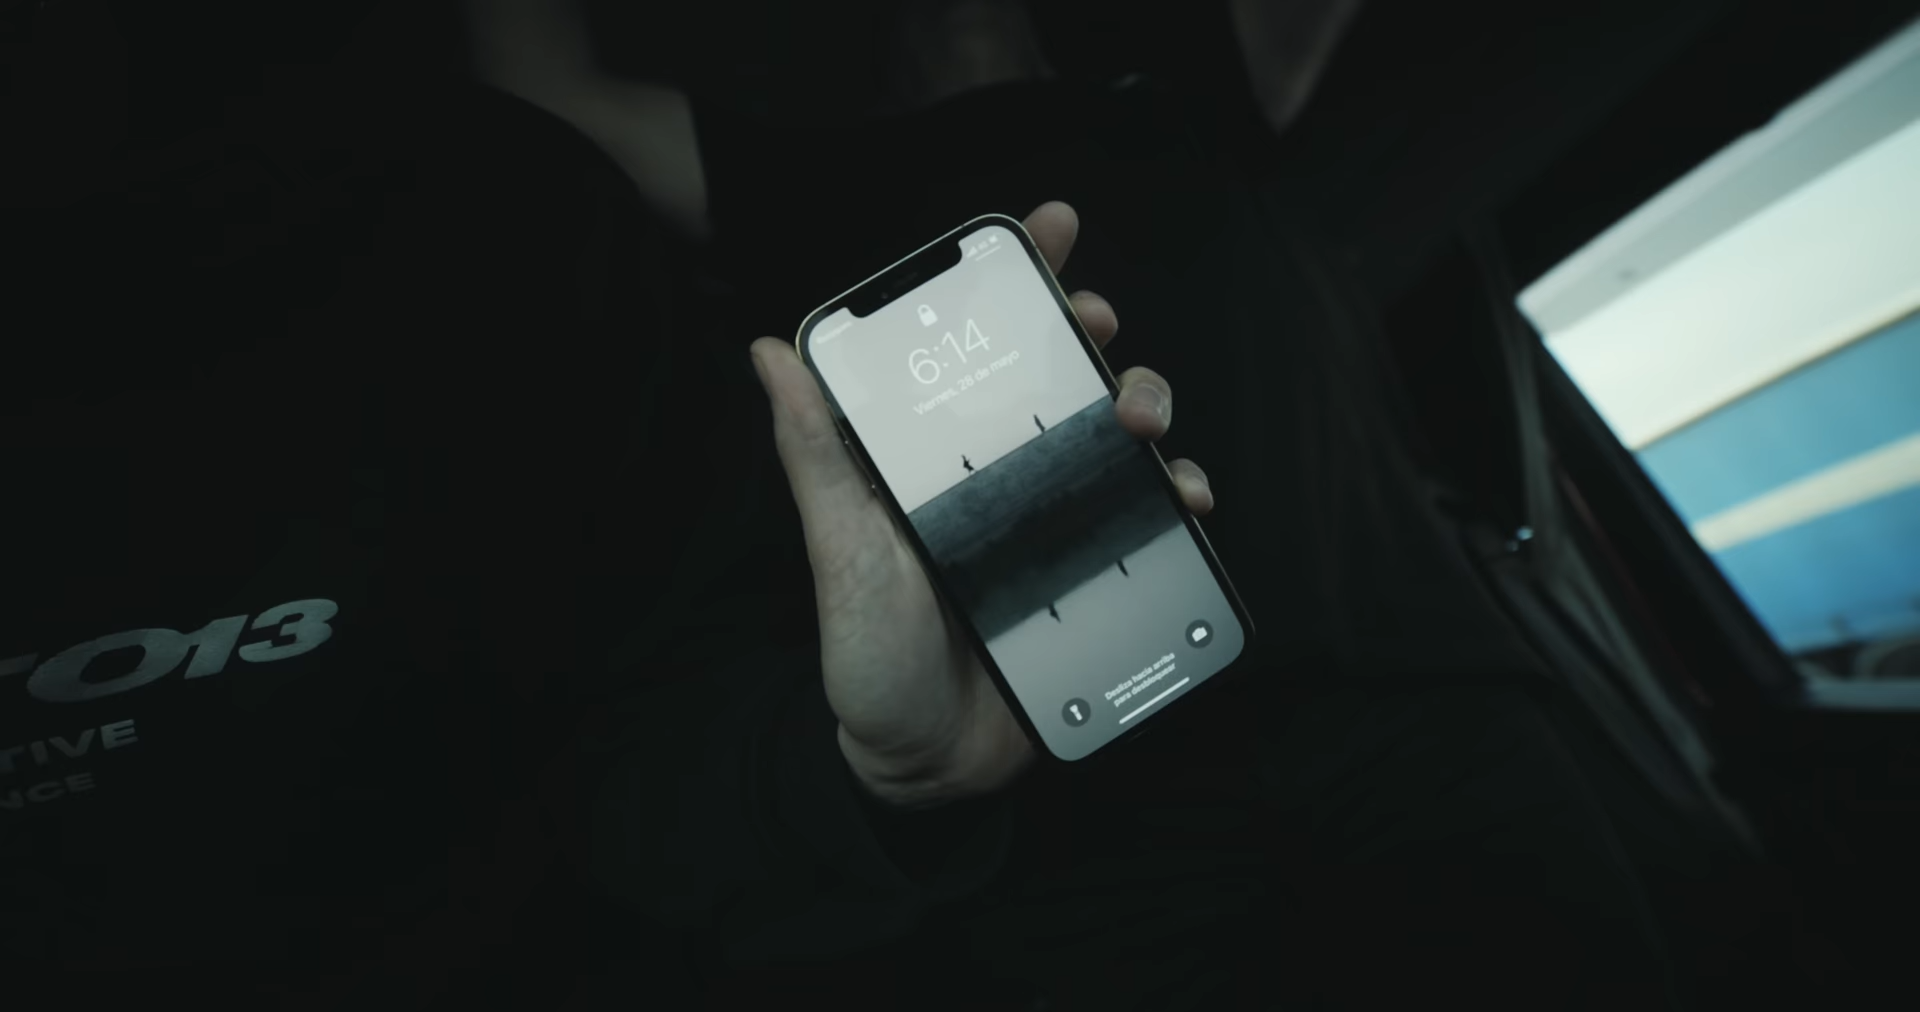 6:14
Viernes, 28 de mayo
Desliza hacia arriba
para desbloquear
O13
TIVE
NCE